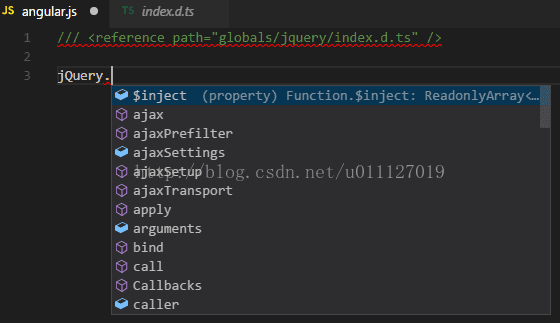 JS angular.js ● TS index.d.ts
1 /// <reference path="globals/jquery/index.d.ts" />
2
3 jQuery.
$inject (property) Function.$inject: ReadonlyArray<…
ajax
ajaxPrefilter
ajaxSettings
ajaxSetup
http://blog.csdn.net/u011127019
ajaxTransport
apply
arguments
bind
call
Callbacks
caller